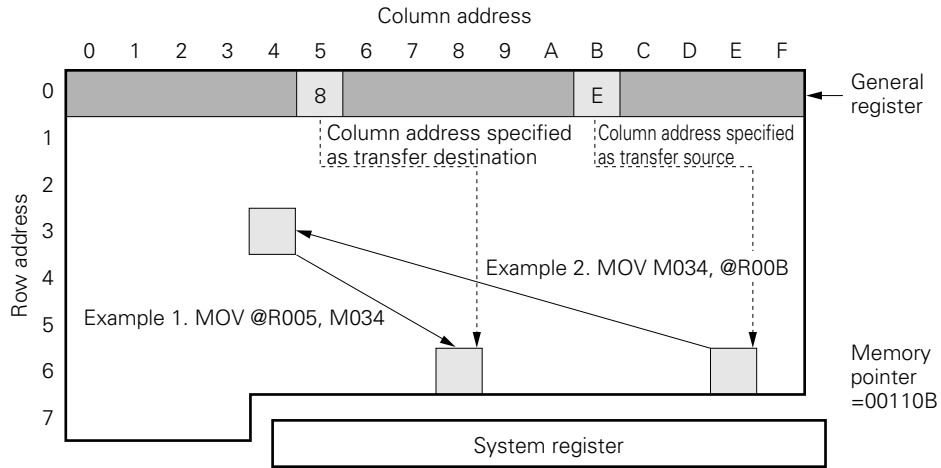 Column address
0 1 2 3 4 5 6 7 8 9 A B C D E F
0
8
E
General
register
1
Column address specified
as transfer destination
Column address specified
as transfer source
2
Row address
3
4
Example 2. MOV M034, @R00B
Example 1. MOV @R005, M034
5
6
Memory
pointer
=00110B
7
System register